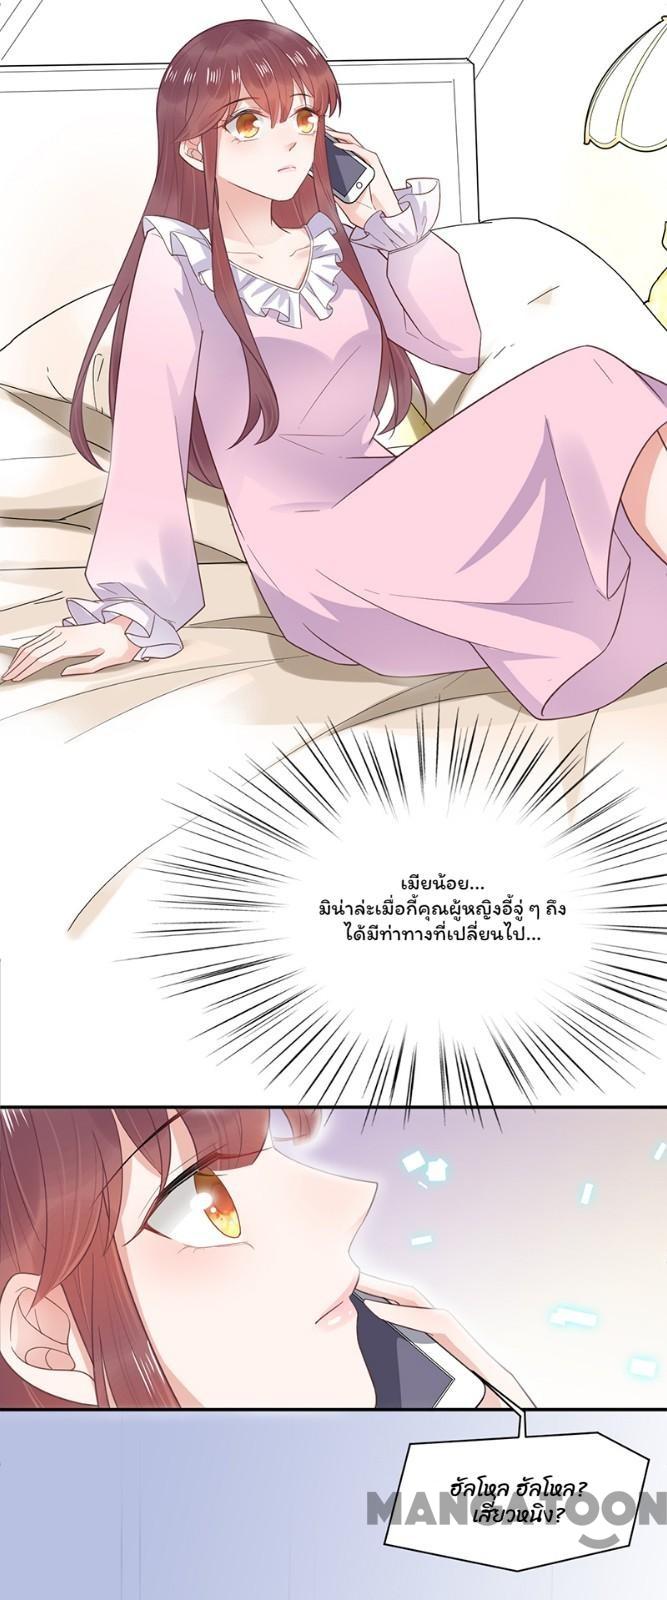 เมียน้อย...
มิน่าล่ะเมื่อกี้คุณผู้หญิงอี้จู่ ๆ ถึง
ได้มีท่าทางที่เปลี่ยนไป...
ฮัลโหล ฮัลโหล?
เสี่ยวหนิง?
MANGATOON